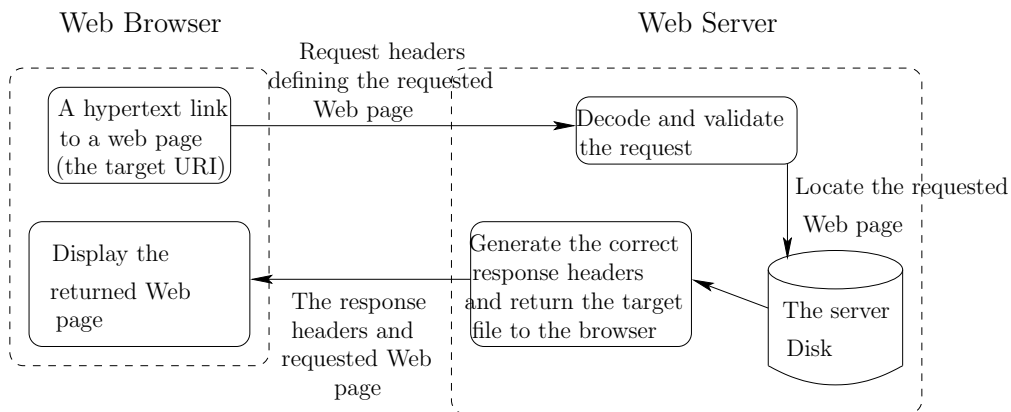 Web Browser
Web Server
Request headers
defining the requested
Web page
A hypertext link
to a web page
(the target URI)
Decode and validate
the request
Locate the requested
Web page
Display the
returned Web
page
The response
headers and
requested Web
page
Generate the correct
response headers
and return the target
file to the browser
The server
Disk